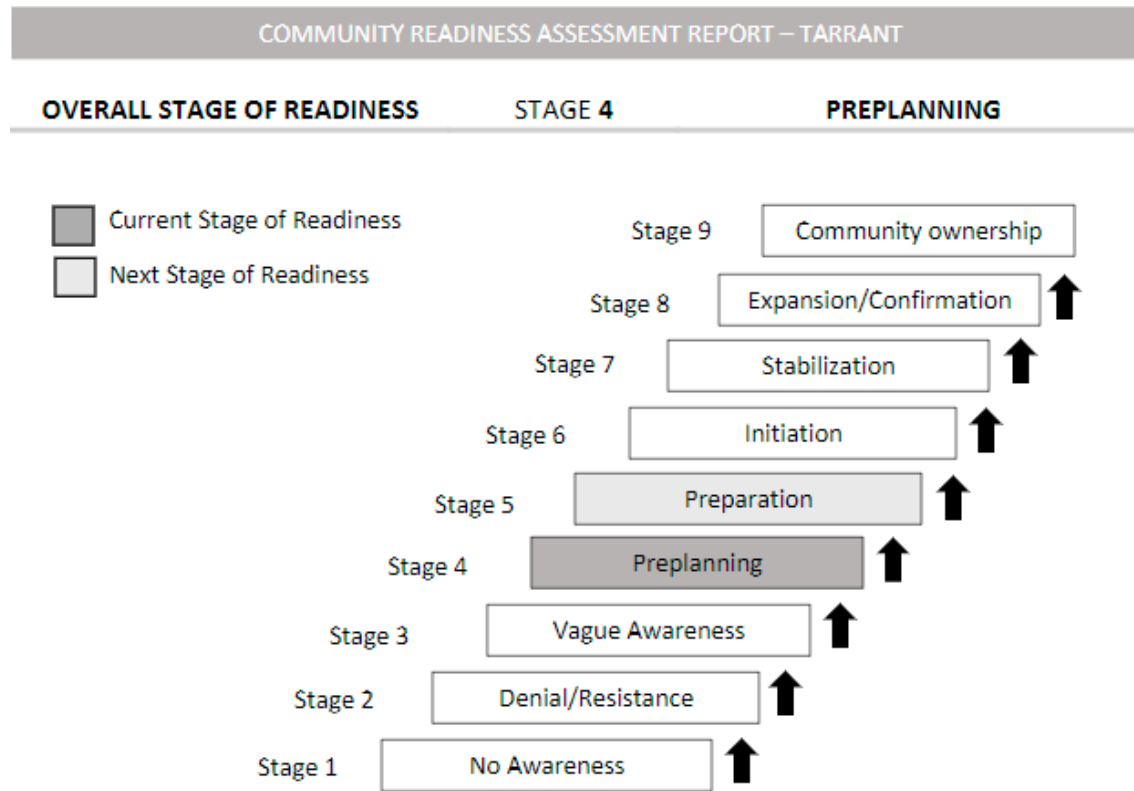 COMMUNITY READINESS ASSESSMENT REPORT – TARRANT
OVERALL STAGE OF READINESS STAGE 4 PREPLANNING
Current Stage of Readiness
Next Stage of Readiness
Stage 9 Community ownership
Stage 8 Expansion/Confirmation
Stage 7 Stabilization
Stage 6 Initiation
Stage 5 Preparation
Stage 4 Preplanning
Stage 3 Vague Awareness
Stage 2 Denial/Resistance
Stage 1 No Awareness